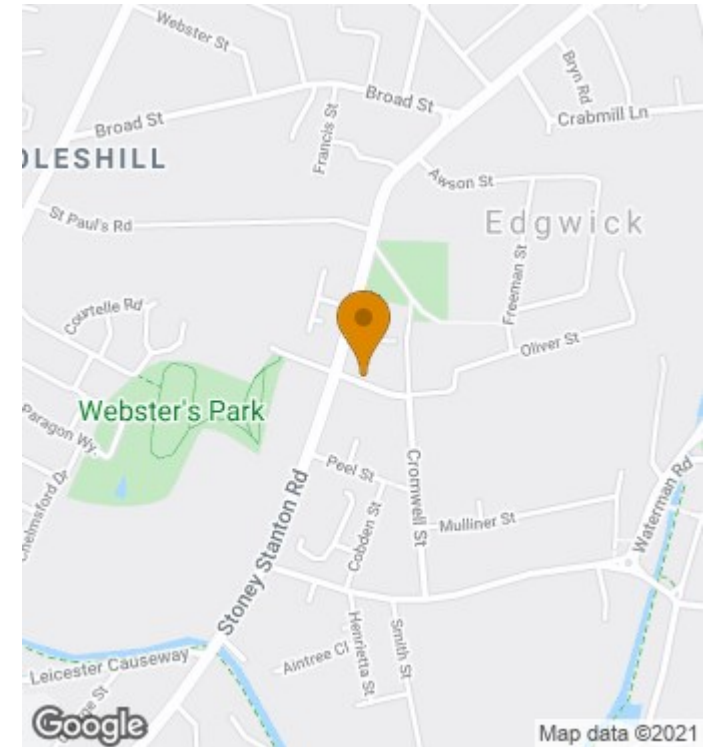 Webster St
Bryn Rd
Broad St
Crabmill Ln
Broad St
Francis St
OLESHILL
Awson St
St Paul's Rd
Edgwick
Freeman St
Courtelle Rd
Oliver St
Webster's Park
Paragon Wy.
Cromwell St
Peel St
Waterman Rd
Stoney Stanton Rd
Cobden St
Mulliner St
Henrietta St
Smith St
Aintree Cl
Leicester Causeway
Google
Map data ©2021